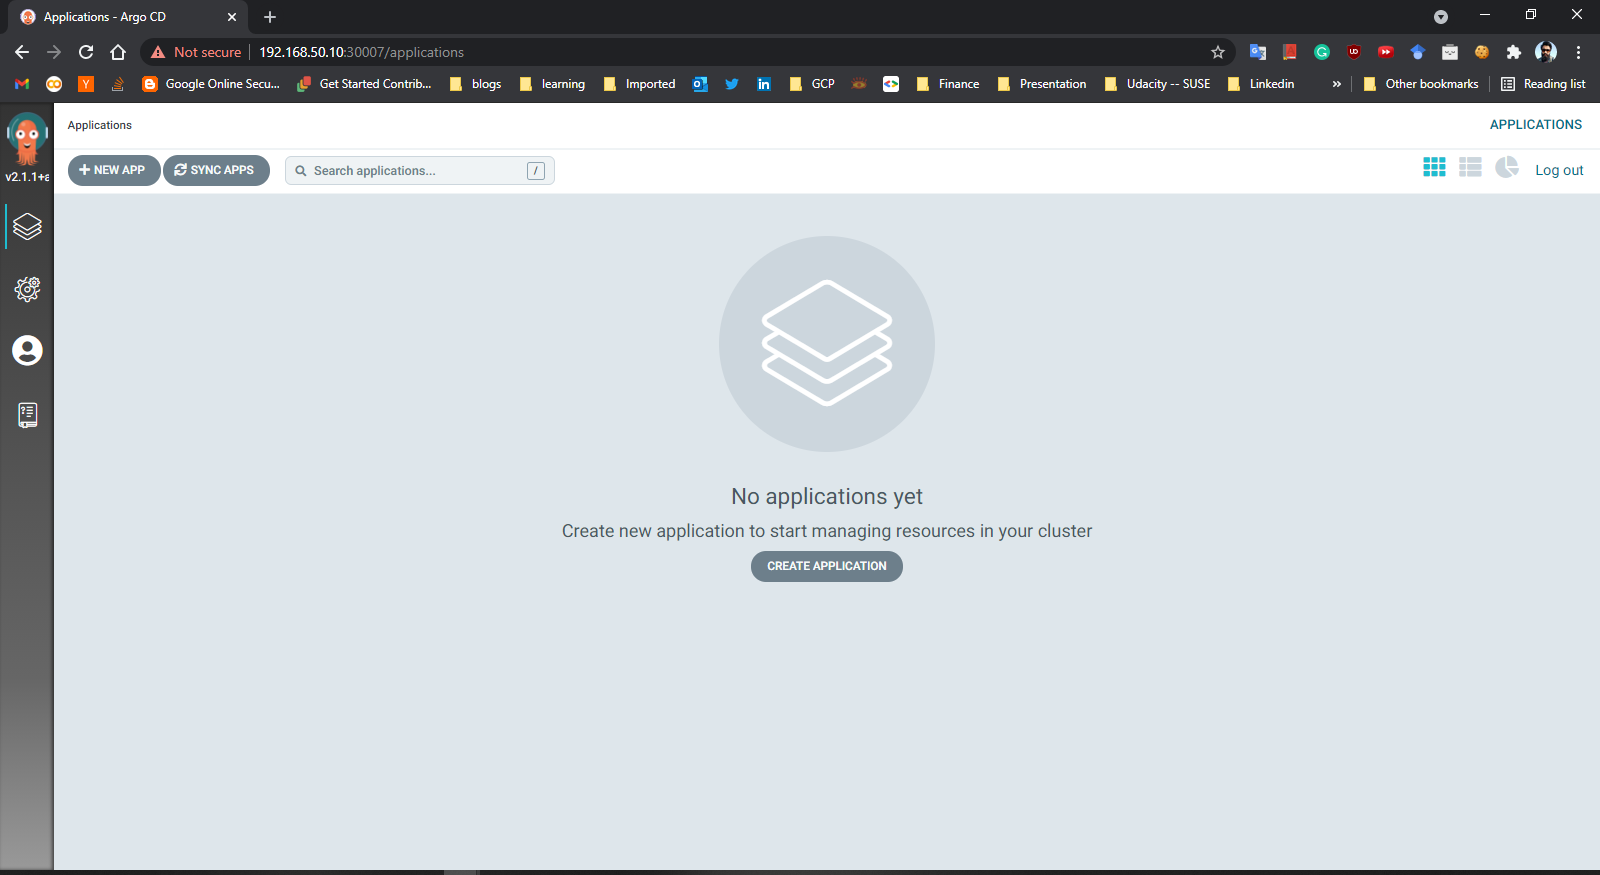 Applications - Argo CD
Not secure 192.168.50.10:30007/applications
Google Online Secu... Get Started Contrib... blogs learning Imported GCP Finance Presentation Udacity -- SUSE Linkedin » Other bookmarks Reading list
Applications APPLICATIONS
v2.1.1+a
+ NEW APP SYNC APPS Search applications... / Log out
No applications yet
Create new application to start managing resources in your cluster
CREATE APPLICATION